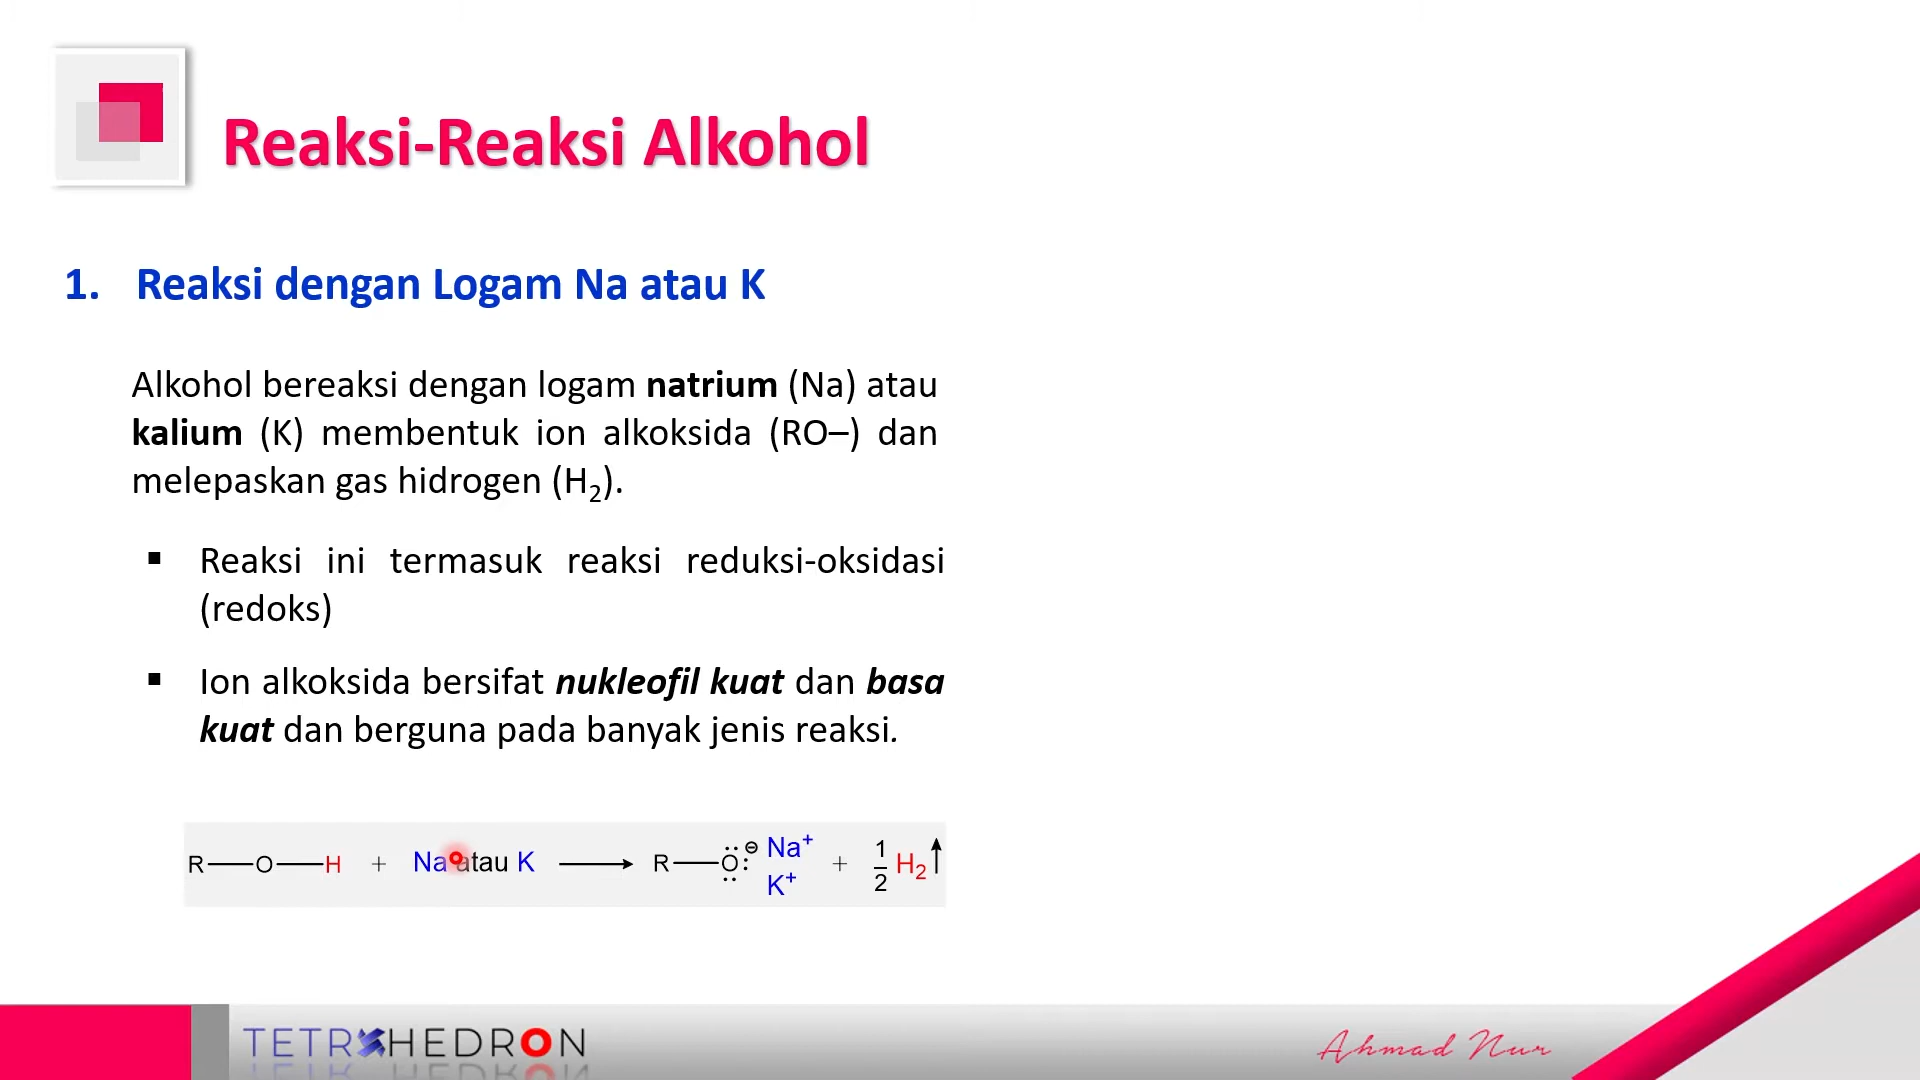 Reaksi-Reaksi Alkohol
1. Reaksi dengan Logam Na atau K
Alkohol bereaksi dengan logam natrium (Na) atau
kalium (K) membentuk ion alkoksida (RO–) dan
melepaskan gas hidrogen (H₂).
▪ Reaksi ini termasuk reaksi reduksi-oksidasi
(redoks)
▪ Ion alkoksida bersifat nukleofil kuat dan basa
kuat dan berguna pada banyak jenis reaksi.
R—O—H + Na atau K ⟶ R—O:⊖ Na⁺ K⁺ + 1/2 H₂↑
TETRAHEDRON
Ahmad Nur